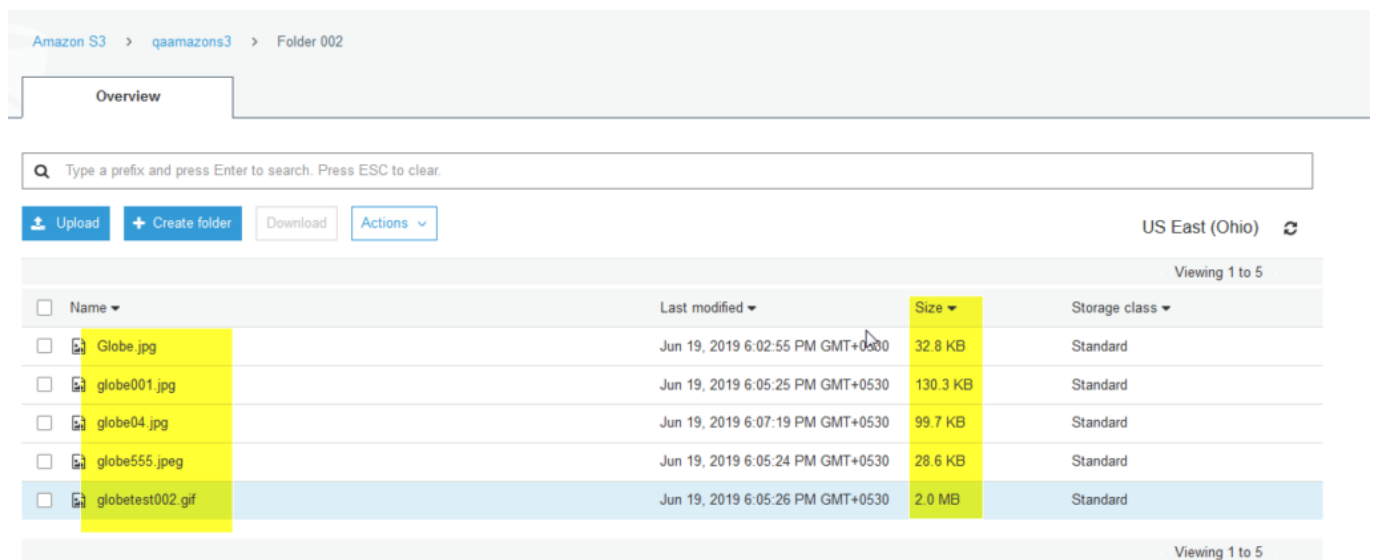 Amazon S3 > qaamazons3 > Folder 002
Overview
Type a prefix and press Enter to search. Press ESC to clear.
Upload + Create folder Download Actions US East (Ohio)
Viewing 1 to 5
Name Last modified Size Storage class
Globe.jpg Jun 19, 2019 6:02:55 PM GMT+0530 32.8 KB Standard
globe001.jpg Jun 19, 2019 6:05:25 PM GMT+0530 130.3 KB Standard
globe04.jpg Jun 19, 2019 6:07:19 PM GMT+0530 99.7 KB Standard
globe555.jpeg Jun 19, 2019 6:05:24 PM GMT+0530 28.6 KB Standard
globetest002.gif Jun 19, 2019 6:05:26 PM GMT+0530 2.0 MB Standard
Viewing 1 to 5